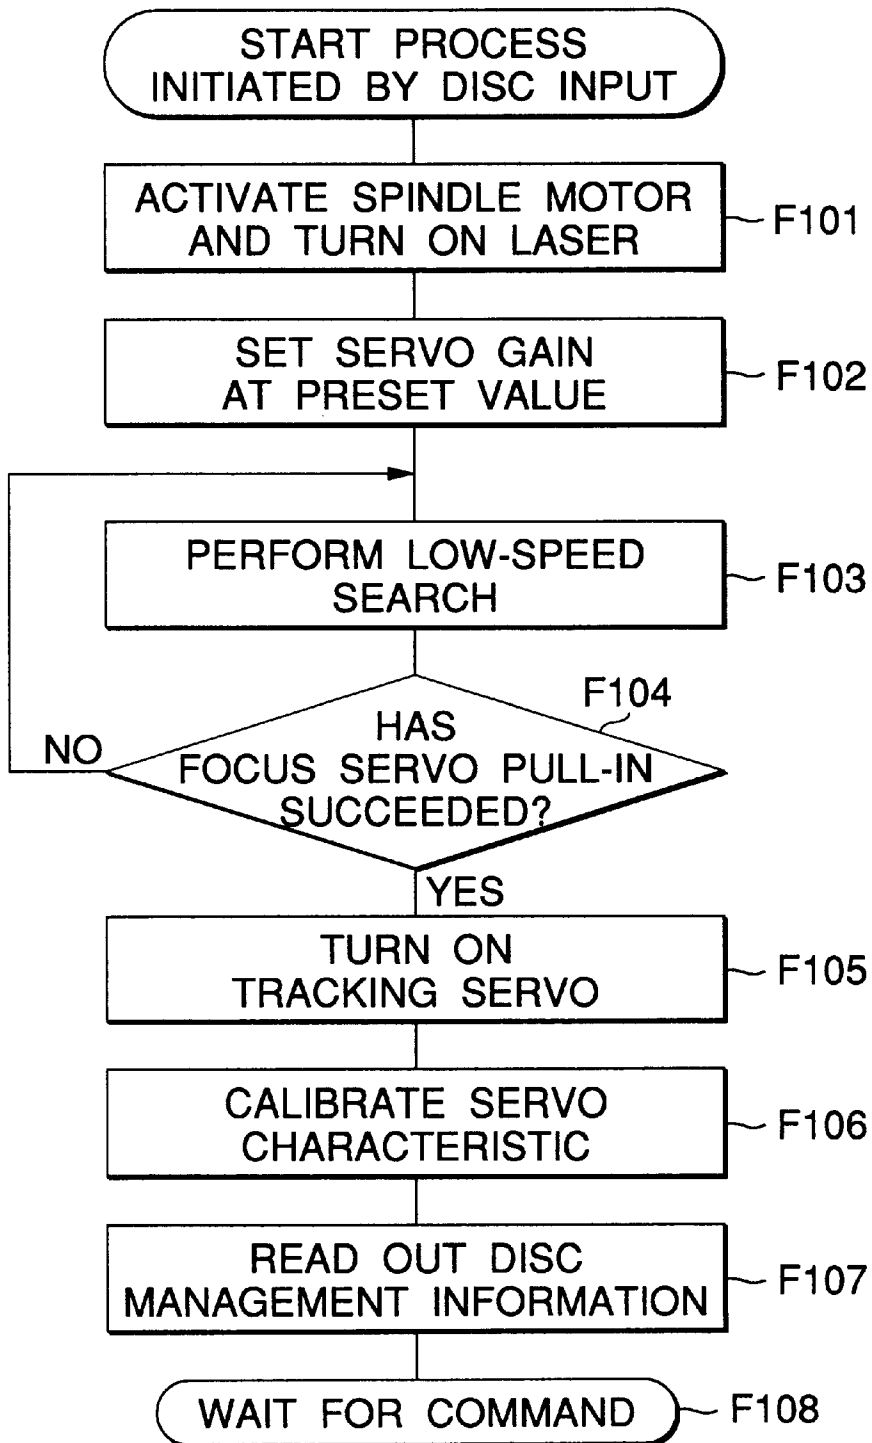 START PROCESS
INITIATED BY DISC INPUT
ACTIVATE SPINDLE MOTOR
AND TURN ON LASER
F101
SET SERVO GAIN
AT PRESET VALUE
F102
PERFORM LOW-SPEED
SEARCH
F103
F104
HAS
FOCUS SERVO PULL-IN
SUCCEEDED?
NO
YES
TURN ON
TRACKING SERVO
F105
CALIBRATE SERVO
CHARACTERISTIC
F106
READ OUT DISC
MANAGEMENT INFORMATION
F107
WAIT FOR COMMAND
F108